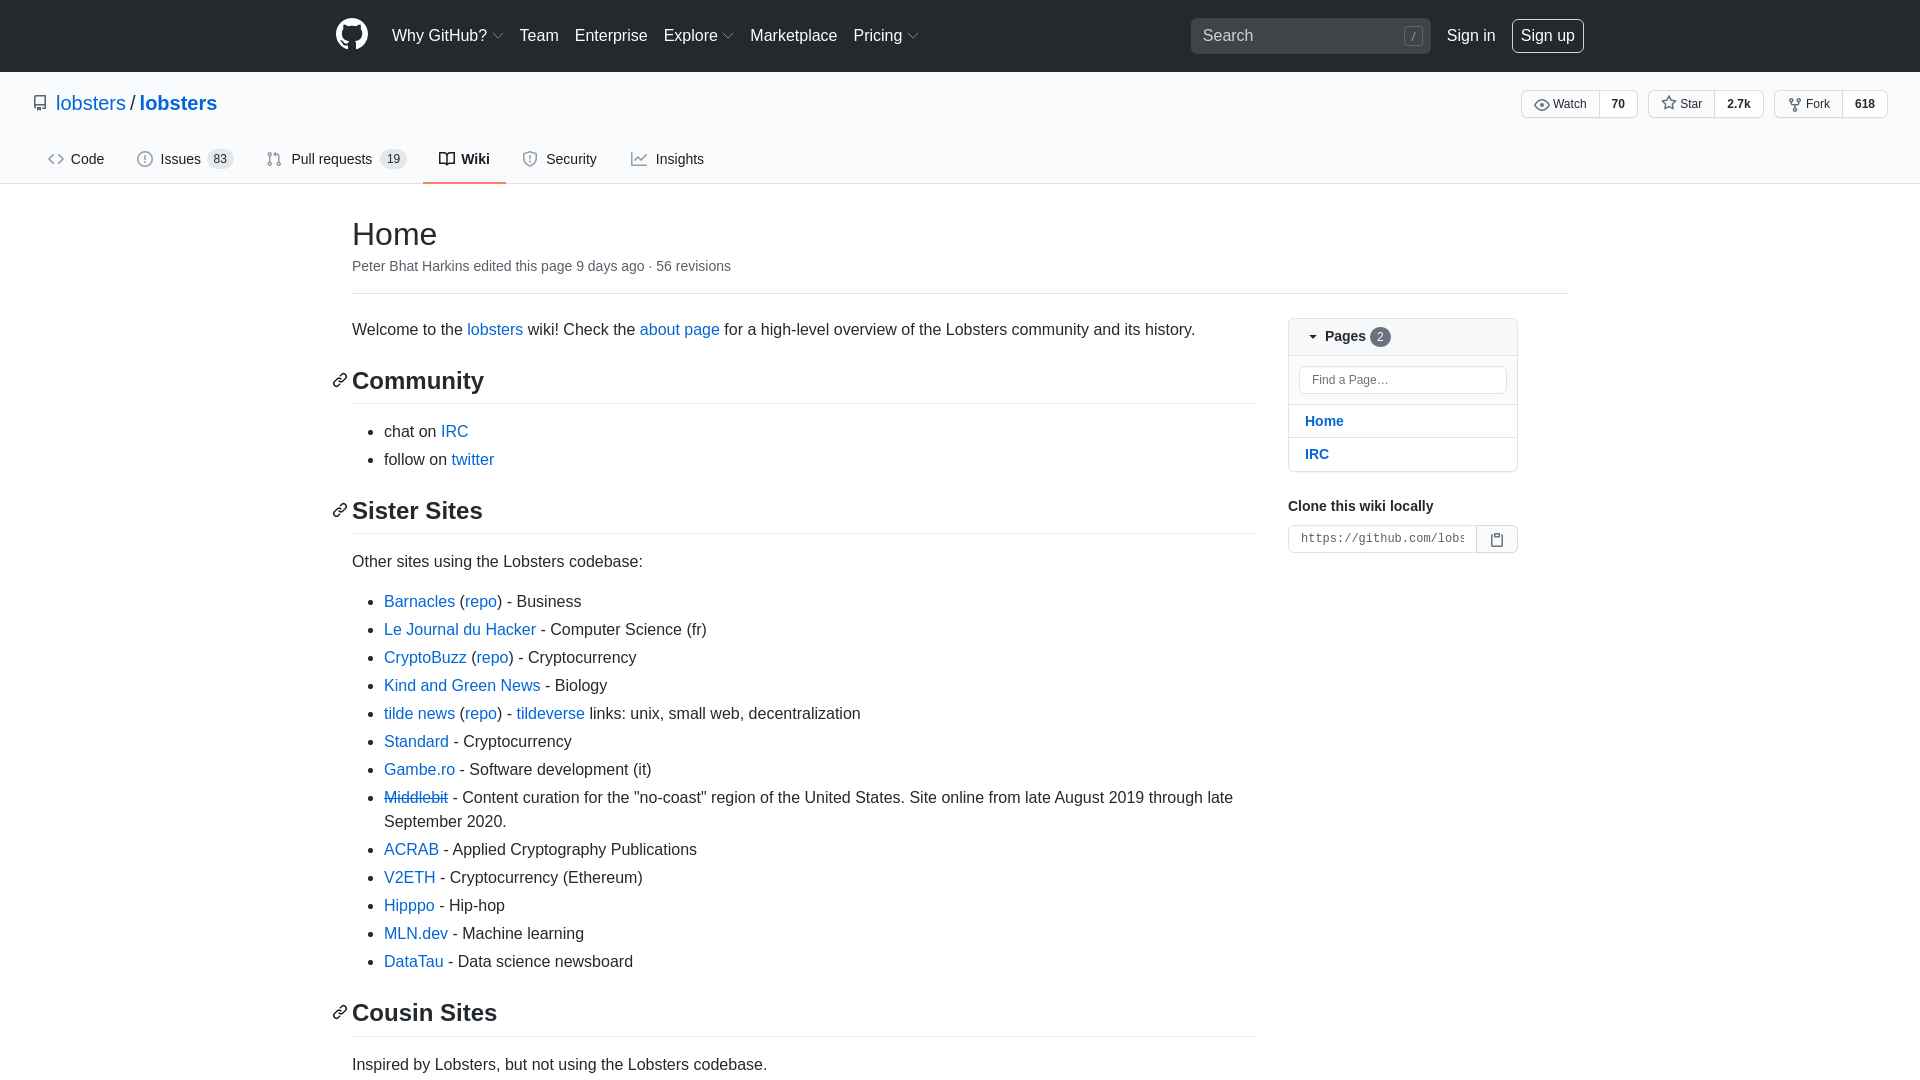 Why GitHub? Team Enterprise Explore Marketplace Pricing Search / Sign in Sign up
lobsters / lobsters Watch 70 Star 2.7k Fork 618
Code Issues 83 Pull requests 19 Wiki Security Insights
Home
Peter Bhat Harkins edited this page 9 days ago · 56 revisions
Welcome to the lobsters wiki! Check the about page for a high-level overview of the Lobsters community and its history.
Community
• chat on IRC
• follow on twitter
Sister Sites
Other sites using the Lobsters codebase:
• Barnacles (repo) - Business
• Le Journal du Hacker - Computer Science (fr)
• CryptoBuzz (repo) - Cryptocurrency
• Kind and Green News - Biology
• tilde news (repo) - tildeverse links: unix, small web, decentralization
• Standard - Cryptocurrency
• Gambe.ro - Software development (it)
• Middlebit - Content curation for the "no-coast" region of the United States. Site online from late August 2019 through late
September 2020.
• ACRAB - Applied Cryptography Publications
• V2ETH - Cryptocurrency (Ethereum)
• Hipppo - Hip-hop
• MLN.dev - Machine learning
• DataTau - Data science newsboard
Cousin Sites
Inspired by Lobsters, but not using the Lobsters codebase.
Pages 2
Find a Page…
Home
IRC
Clone this wiki locally
https://github.com/lobs